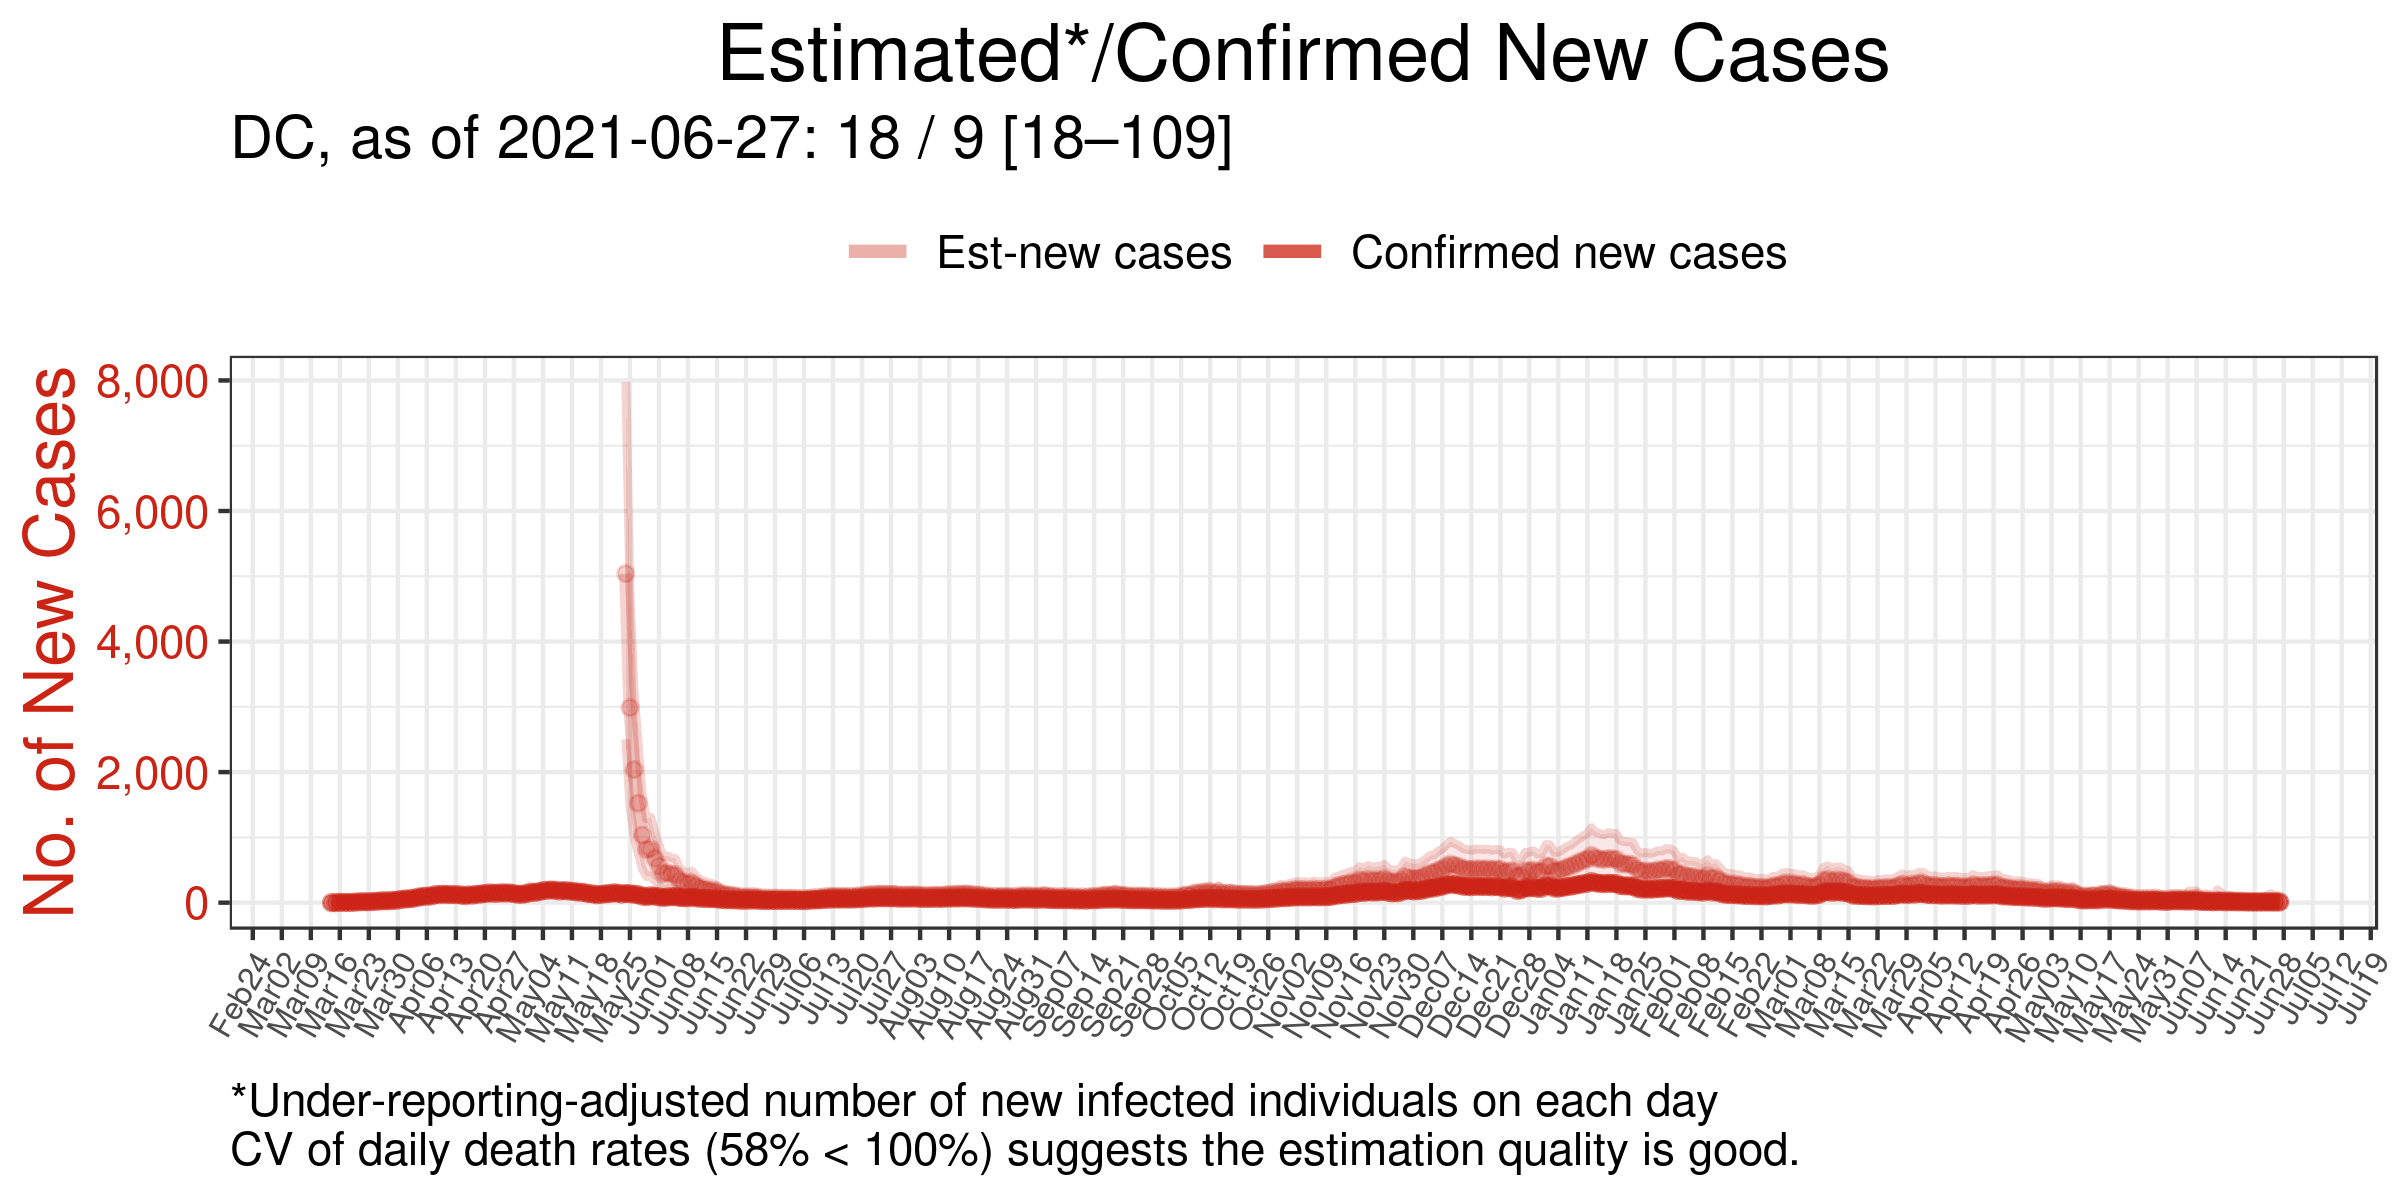 Estimated*/Confirmed New Cases
DC, as of 2021-06-27: 18 / 9 [18–109]
Est-new cases
Confirmed new cases
No. of New Cases
8,000
6,000
4,000
2,000
0
Feb24
Mar02
Mar09
Mar16
Mar23
Mar30
Apr06
Apr13
Apr20
Apr27
May04
May11
May18
May25
Jun01
Jun08
Jun15
Jun22
Jun29
Jul06
Jul13
Jul20
Jul27
Aug03
Aug10
Aug17
Aug24
Aug31
Sep07
Sep14
Sep21
Sep28
Oct05
Oct12
Oct19
Oct26
Nov02
Nov09
Nov16
Nov23
Nov30
Dec07
Dec14
Dec21
Dec28
Jan04
Jan11
Jan18
Jan25
Feb01
Feb08
Feb15
Feb22
Mar01
Mar08
Mar15
Mar22
Mar29
Apr05
Apr12
Apr19
Apr26
May03
May10
May17
May24
May31
Jun07
Jun14
Jun21
Jun28
Jul05
Jul12
Jul19
*Under-reporting-adjusted number of new infected individuals on each day
CV of daily death rates (58% < 100%) suggests the estimation quality is good.